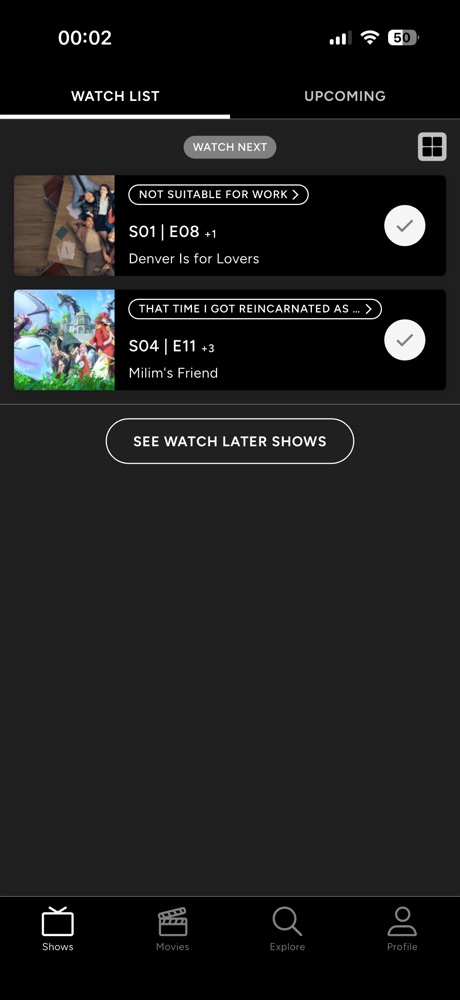 00:02
50
WATCH LIST
UPCOMING
WATCH NEXT
NOT SUITABLE FOR WORK
S01 | E08 +1
Denver Is for Lovers
THAT TIME I GOT REINCARNATED AS ...
S04 | E11 +3
Milim's Friend
SEE WATCH LATER SHOWS
Shows
Movies
Explore
Profile